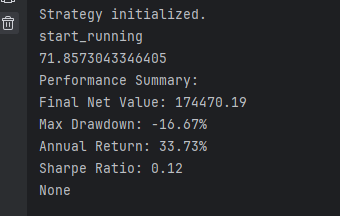 Strategy initialized.
start_running
71.8573043346405
Performance Summary:
Final Net Value: 174470.19
Max Drawdown: -16.67%
Annual Return: 33.73%
Sharpe Ratio: 0.12
None